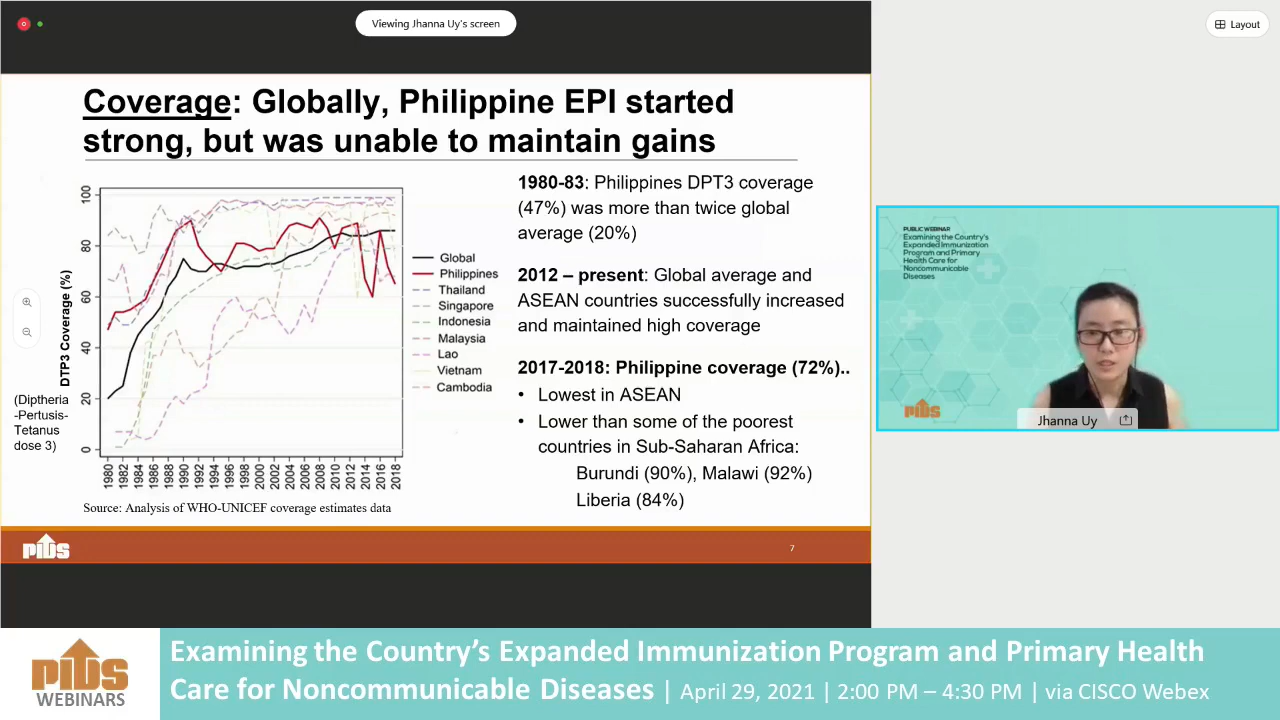 Viewing Jhanna Uy's screen
Layout
Coverage: Globally, Philippine EPI started
strong, but was unable to maintain gains
DTP3 Coverage (%)
(Diptheria
-Pertusis-
Tetanus
dose 3)
100
80
60
40
20
0
1980
1982
1984
1986
1988
1990
1992
1994
1996
1998
2000
2002
2004
2006
2008
2010
2012
2014
2016
2018
Global
Philippines
Thailand
Singapore
Indonesia
Malaysia
Lao
Vietnam
Cambodia
Source: Analysis of WHO-UNICEF coverage estimates data
1980-83: Philippines DPT3 coverage
(47%) was more than twice global
average (20%)
2012 – present: Global average and
ASEAN countries successfully increased
and maintained high coverage
2017-2018: Philippine coverage (72%)..
• Lowest in ASEAN
• Lower than some of the poorest
countries in Sub-Saharan Africa:
Burundi (90%), Malawi (92%)
Liberia (84%)
PIDS
7
PUBLIC WEBINAR
Examining the Country's
Expanded Immunization
Program and Primary
Health Care for
Noncommunicable
Diseases
PIDS
Jhanna Uy
PIDS
WEBINARS
Examining the Country's Expanded Immunization Program and Primary Health
Care for Noncommunicable Diseases | April 29, 2021 | 2:00 PM – 4:30 PM | via CISCO Webex